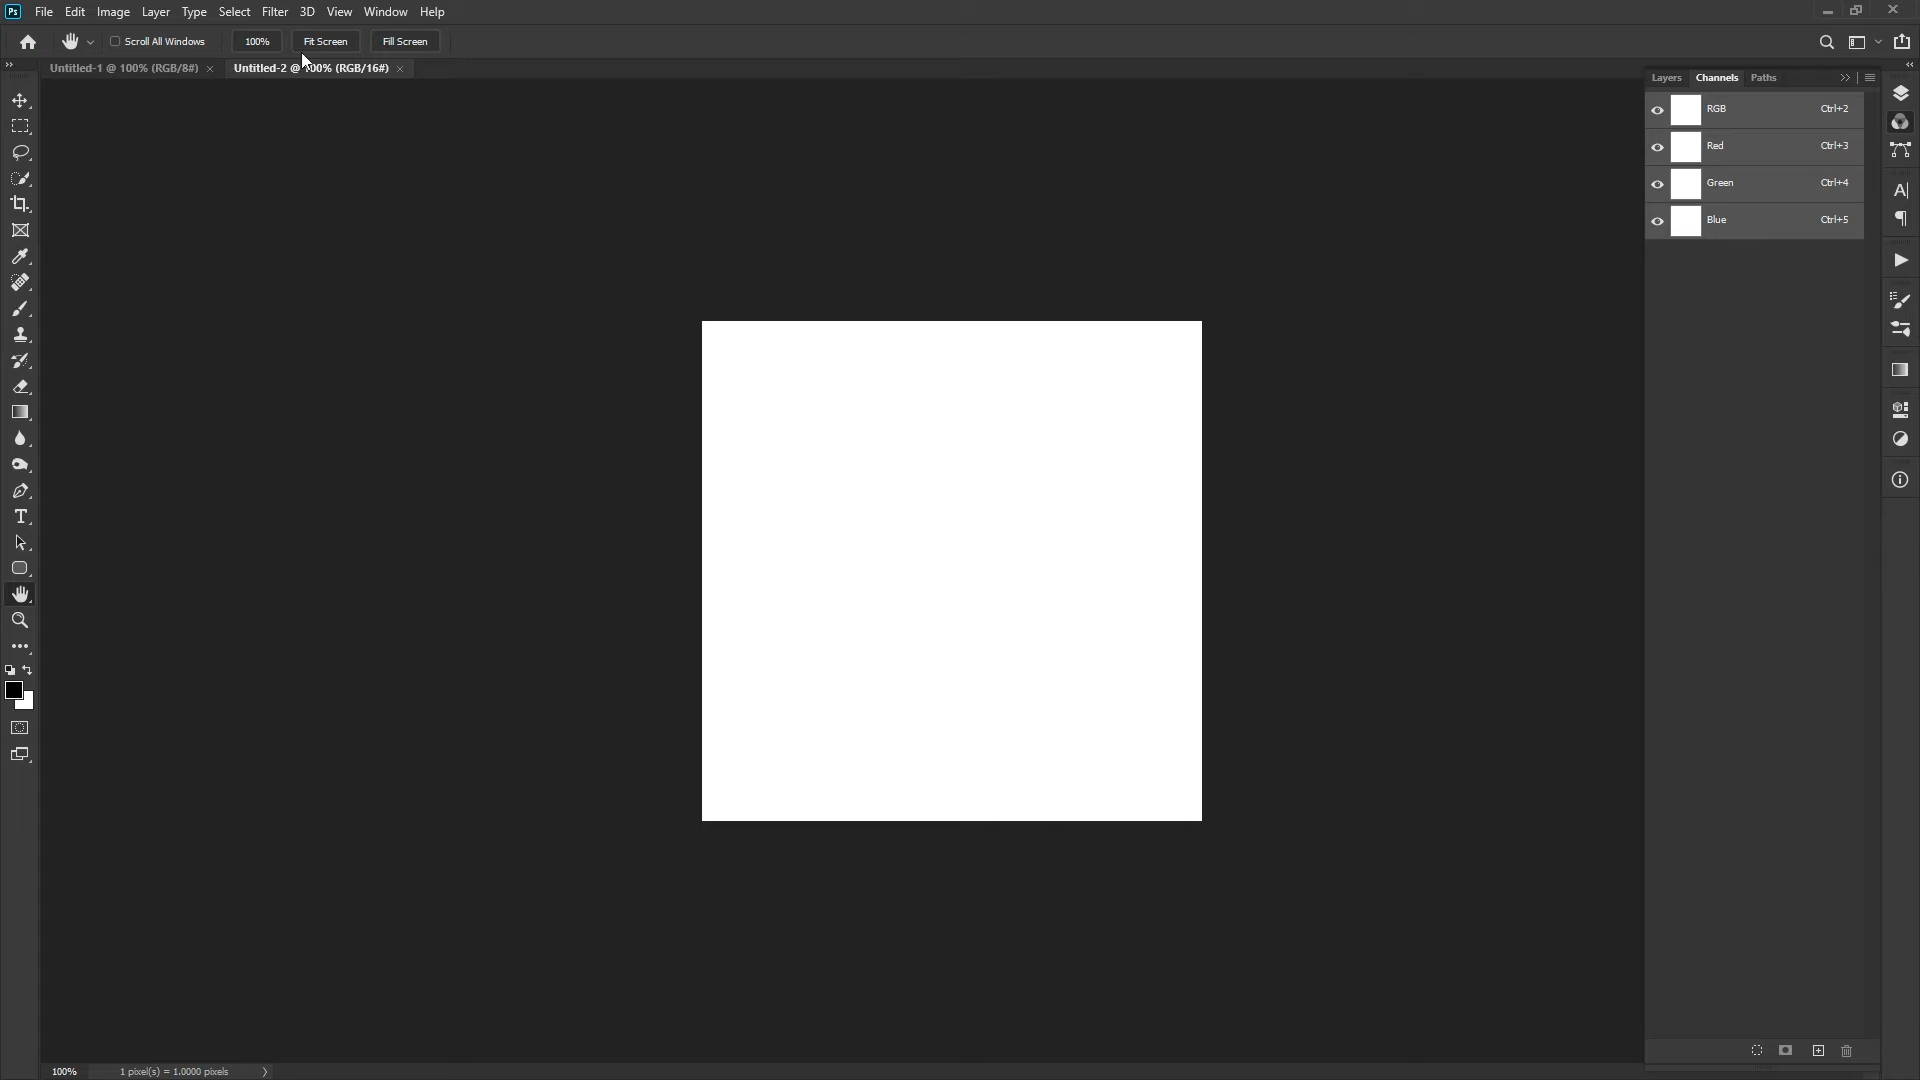 Ps File Edit Image Layer Type Select Filter 3D View Window Help
Scroll All Windows 100% Fit Screen Fill Screen
Untitled-1 @ 100% (RGB/8#) × Untitled-2 @ 100% (RGB/16#) ×
Layers Channels Paths
RGB Ctrl+2
Red Ctrl+3
Green Ctrl+4
Blue Ctrl+5
100% 1 pixel(s) = 1.0000 pixels